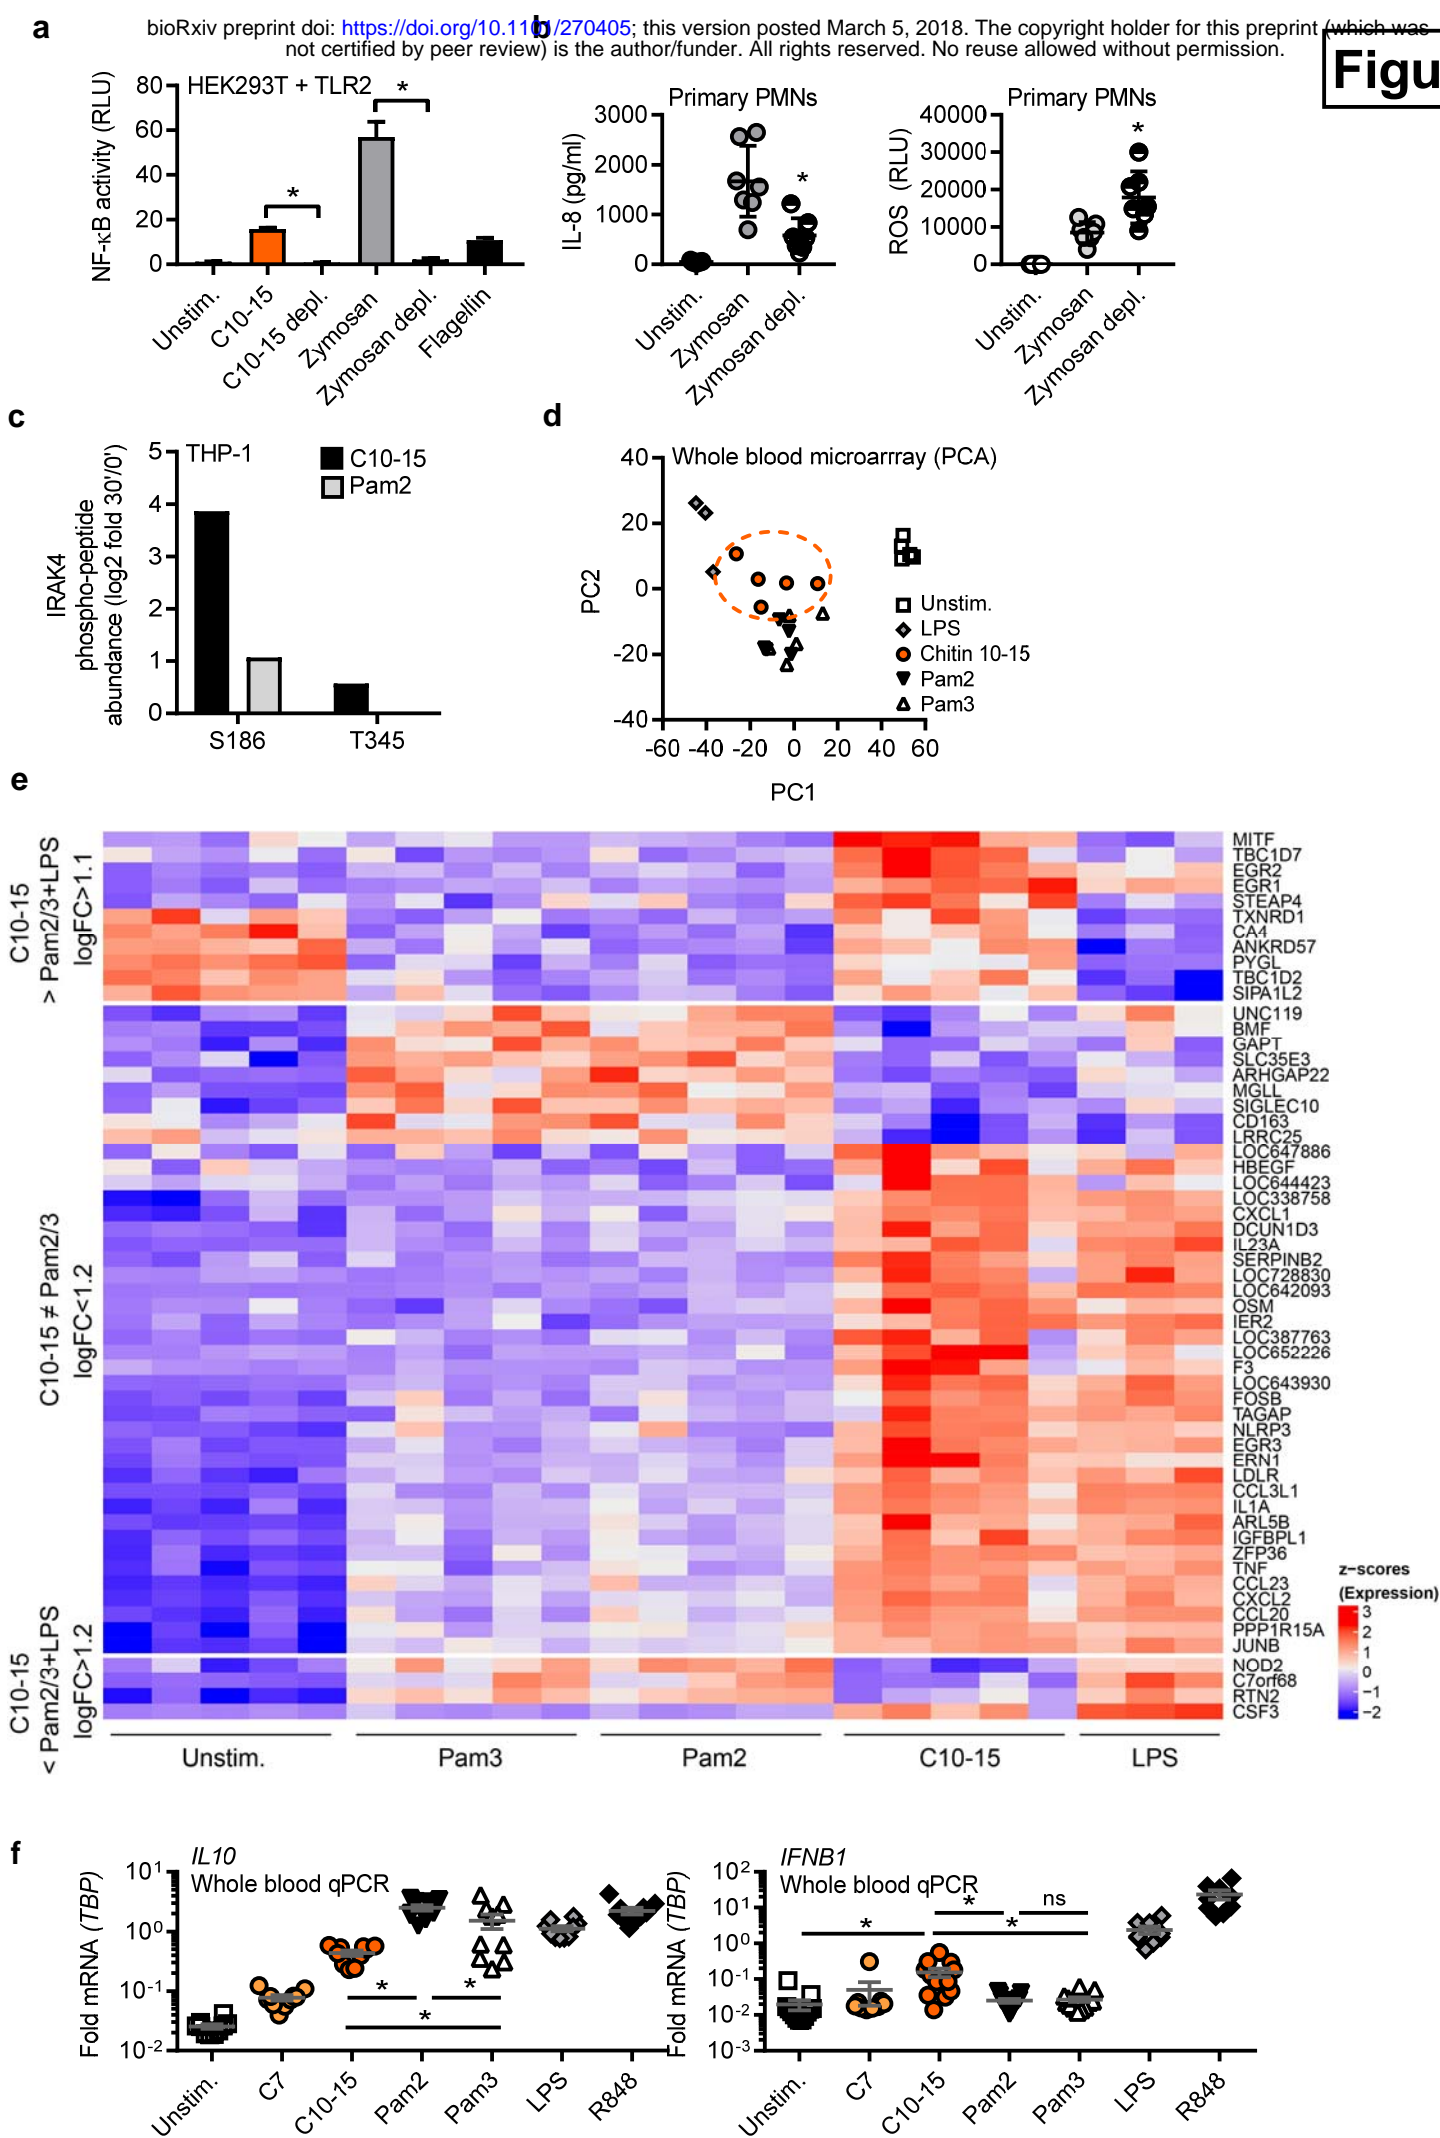 a
bioRxiv preprint doi: https://doi.org/10.1101/270405; this version posted March 5, 2018. The copyright holder for this preprint (which was
not certified by peer review) is the author/funder. All rights reserved. No reuse allowed without permission.
b
Figu
HEK293T + TLR2
NF-κB activity (RLU)
80
60
40
20
0
*
*
Unstim.
C10-15
C10-15 depl.
Zymosan
Zymosan depl.
Flagellin
Primary PMNs
IL-8 (pg/ml)
3000
2000
1000
0
*
Unstim.
Zymosan
Zymosan depl.
Primary PMNs
ROS (RLU)
40000
30000
20000
10000
0
*
Unstim.
Zymosan
Zymosan depl.
c
THP-1
C10-15
Pam2
IRAK4
phospho-peptide
abundance (log2 fold 30'/0')
5
4
3
2
1
0
S186
T345
d
Whole blood microarrray (PCA)
PC2
40
20
0
-20
-40
-60 -40 -20 0 20 40 60
PC1
Unstim.
LPS
Chitin 10-15
Pam2
Pam3
e
C10-15
> Pam2/3+LPS
logFC>1.1
C10-15 ≠ Pam2/3
logFC<1.2
C10-15
< Pam2/3+LPS
logFC>1.2
MITF
TBC1D7
EGR2
EGR1
STEAP4
TXNRD1
CA4
ANKRD57
PYGL
TBC1D2
SIPA1L2
UNC119
BMF
GAPT
SLC35E3
ARHGAP22
MGLL
SIGLEC10
CD163
LRRC25
LOC647886
HBEGF
LOC644423
LOC338758
CXCL1
DCUN1D3
IL23A
SERPINB2
LOC728830
LOC642093
OSM
IER2
LOC387763
LOC652226
F3
LOC643930
FOSB
TAGAP
NLRP3
EGR3
ERN1
LDLR
CCL3L1
IL1A
ARL5B
IGFBPL1
ZFP36
TNF
CCL23
CXCL2
CCL20
PPP1R15A
JUNB
NOD2
C7orf68
RTN2
CSF3
z-scores
(Expression)
3
2
1
0
−1
−2
Unstim.
Pam3
Pam2
C10-15
LPS
f
IL10
Whole blood qPCR
Fold mRNA (TBP)
10^1
10^0
10^-1
10^-2
*
*
*
Unstim.
C7
C10-15
Pam2
Pam3
LPS
R848
IFNB1
Whole blood qPCR
Fold mRNA (TBP)
10^2
10^1
10^0
10^-1
10^-2
10^-3
*
ns
*
*
Unstim.
C7
C10-15
Pam2
Pam3
LPS
R848